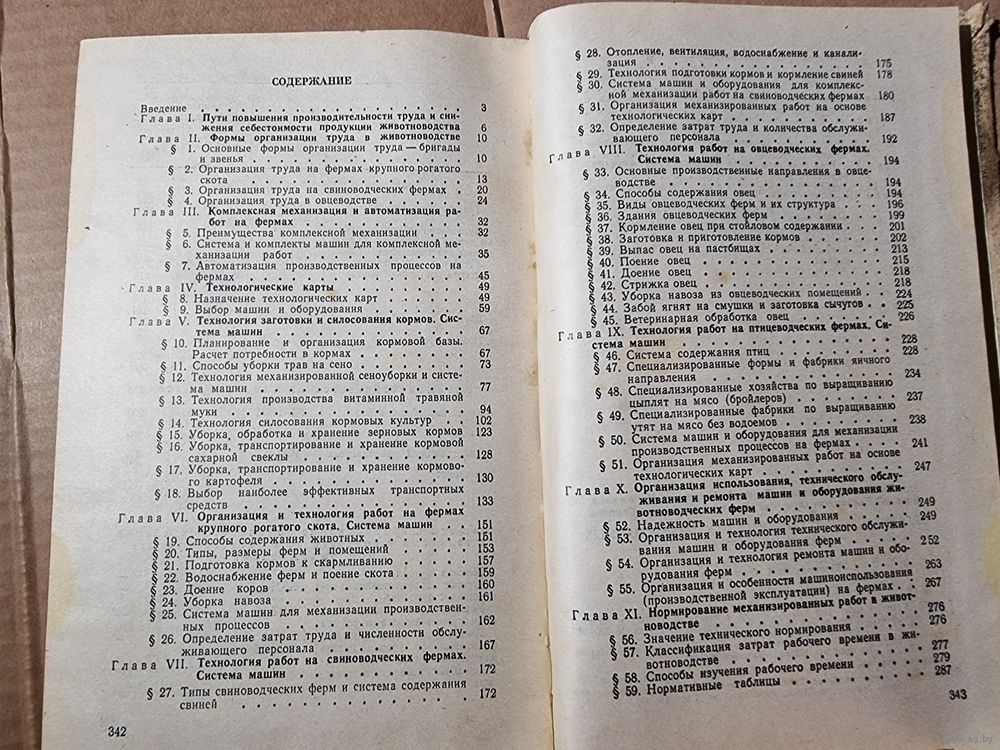 СОДЕРЖАНИЕ
Введение . . . . . . . . . . 3
Глава I. Пути повышения производительности труда и сни-
жения себестоимости продукции животноводства 6
Глава II. Формы организации труда в животноводстве 10
§ 1. Основные формы организации труда — бригады
и звенья . . . . . . . . . . 10
§ 2. Организация труда на фермах крупного рогатого
скота . . . . . . . . . . 13
§ 3. Организация труда на свиноводческих фермах . 20
§ 4. Организация труда в овцеводстве . . . . 24
Глава III. Комплексная механизация и автоматизация ра-
бот на фермах . . . . . . . . 32
§ 5. Преимущества комплексной механизации . . 32
§ 6. Система и комплекты машин для комплексной ме-
ханизации работ . . . . . . . . 35
§ 7. Автоматизация производственных процессов на
фермах . . . . . . . . . . 45
Глава IV. Технологические карты . . . . . . 49
§ 8. Назначение технологических карт . . . . 49
§ 9. Выбор машин и оборудования . . . . . 59
Глава V. Технология заготовки и силосования кормов. Сис-
тема машин . . . . . . . . . 67
§ 10. Планирование и организация кормовой базы.
Расчет потребности в кормах . . . . . . 67
§ 11. Способы уборки трав на сено . . . . . 73
§ 12. Технология механизированной сеноуборки и систе-
ма машин . . . . . . . . . 77
§ 13. Технология производства витаминной травяной
муки . . . . . . . . . . 94
§ 14. Технология силосования кормовых культур . . 102
§ 15. Уборка, обработка и хранение зерновых кормов 123
§ 16. Уборка, транспортирование и хранение кормовой
сахарной свеклы . . . . . . . . 128
§ 17. Уборка, транспортирование и хранение кормово-
го картофеля . . . . . . . . 130
§ 18. Выбор наиболее эффективных транспортных
средств . . . . . . . . . . 133
Глава VI. Организация и технология работ на фермах
крупного рогатого скота. Система машин . . 151
§ 19. Способы содержания животных . . . . . 151
§ 20. Типы, размеры ферм и помещений . . . . 153
§ 21. Подготовка кормов к скармливанию . . . . 157
§ 22. Водоснабжение ферм и поение скота . . . . 159
§ 23. Доение коров . . . . . . . . 160
§ 24. Уборка навоза . . . . . . . . 161
§ 25. Система машин для механизации производствен-
ных процессов . . . . . . . . 162
§ 26. Определение затрат труда и численности обслу-
живающего персонала . . . . . . . 167
Глава VII. Технология работ на свиноводческих фермах.
Система машин . . . . . . . . 172
§ 27. Типы свиноводческих ферм и система содержания
свиней . . . . . . . . . . 172
342
§ 28. Отопление, вентиляция, водоснабжение и канали-
зация . . . . . . . . . . 175
§ 29. Технология подготовки кормов и кормление свиней 178
§ 30. Система машин и оборудования для комплекс-
ной механизации работ на свиноводческих фермах 180
§ 31. Организация механизированных работ на основе
технологических карт . . . . . . . 187
§ 32. Определение затрат труда и количества обслужи-
вающего персонала . . . . . . . 192
Глава VIII. Технология работ на овцеводческих фермах.
Система машин . . . . . . . . 194
§ 33. Основные производственные направления в овце-
водстве . . . . . . . . . . 194
§ 34. Способы содержания овец . . . . . . 194
§ 35. Виды овцеводческих ферм и их структура . . 196
§ 36. Здания овцеводческих ферм . . . . . 199
§ 37. Кормление овец при стойловом содержании . . 201
§ 38. Заготовка и приготовление кормов . . . . 202
§ 39. Выпас овец на пастбищах . . . . . . 213
§ 40. Поение овец . . . . . . . . 215
§ 41. Доение овец . . . . . . . . 218
§ 42. Стрижка овец . . . . . . . . 218
§ 43. Уборка навоза из овцеводческих помещений . . 224
§ 44. Забой ягнят на смушки и заготовка сычугов . . 225
§ 45. Ветеринарная обработка овец . . . . . 226
Глава IX. Технология работ на птицеводческих фермах. Си-
стема машин . . . . . . . . 228
§ 46. Система содержания птиц . . . . . . 228
§ 47. Специализированные формы и фабрики яичного
направления . . . . . . . . 234
§ 48. Специализированные хозяйства по выращиванию
цыплят на мясо (бройлеров) . . . . . . 237
§ 49. Специализированные фабрики по выращиванию
утят на мясо без водоемов . . . . . . 238
§ 50. Система машин и оборудования для механизации
производственных процессов на фермах . . . 241
§ 51. Организация механизированных работ на основе
технологических карт . . . . . . . 247
Глава X. Организация использования, технического обслу-
живания и ремонта машин и оборудования жи-
вотноводческих ферм . . . . . . . 249
§ 52. Надежность машин и оборудования . . . . 249
§ 53. Организация и технология технического обслужи-
вания машин и оборудования ферм . . . . 252
§ 54. Организация и технология ремонта машин и обо-
рудования ферм . . . . . . . . 263
§ 55. Организация и особенности машиноиспользования
(производственной эксплуатации) на фермах . . 267
Глава XI. Нормирование механизированных работ в живот-
новодстве . . . . . . . . . 276
§ 56. Значение технического нормирования . . . . 276
§ 57. Классификация затрат рабочего времени в жи-
вотноводстве . . . . . . . . 277
§ 58. Способы изучения рабочего времени . . . . 279
§ 59. Нормативные таблицы . . . . . . . 287
343